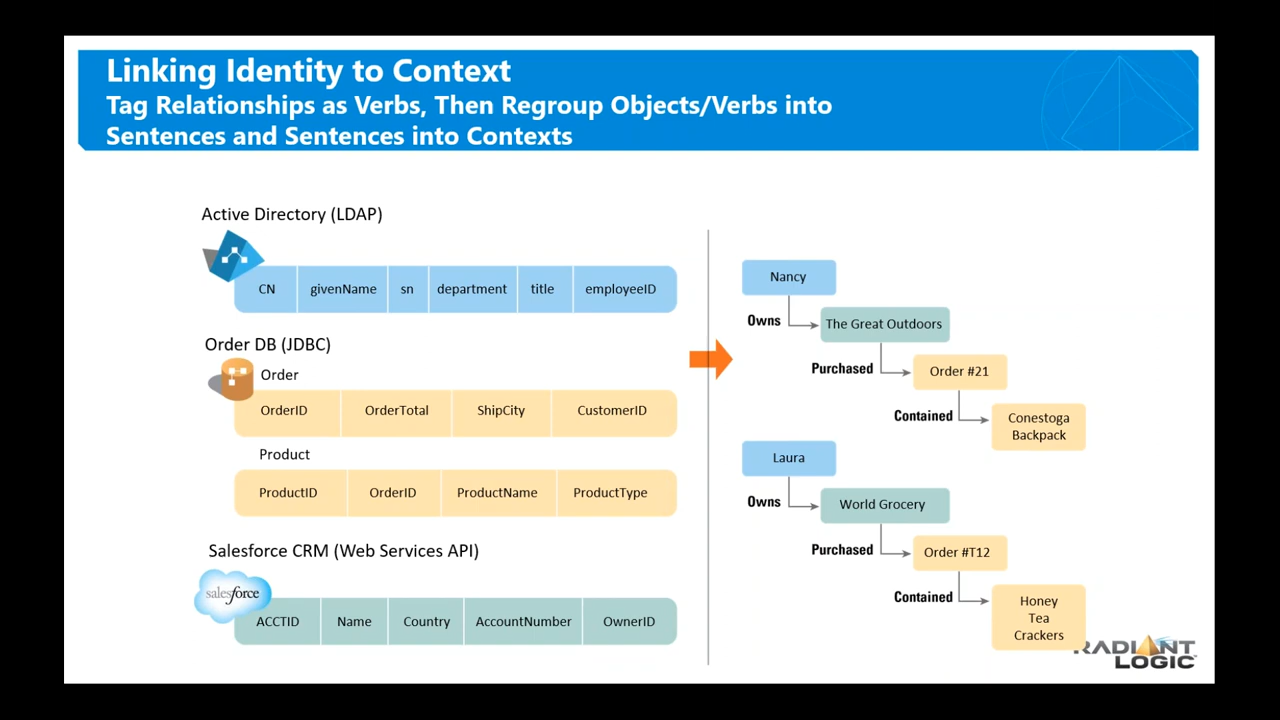 Linking Identity to Context
Tag Relationships as Verbs, Then Regroup Objects/Verbs into
Sentences and Sentences into Contexts
Active Directory (LDAP)
CN givenName sn department title employeeID
Order DB (JDBC)
Order
OrderID OrderTotal ShipCity CustomerID
Product
ProductID OrderID ProductName ProductType
Salesforce CRM (Web Services API)
salesforce
ACCTID Name Country AccountNumber OwnerID
Nancy
Owns
The Great Outdoors
Purchased
Order #21
Contained
Conestoga
Backpack
Laura
Owns
World Grocery
Purchased
Order #T12
Contained
Honey
Tea
Crackers
RADIANT
LOGIC